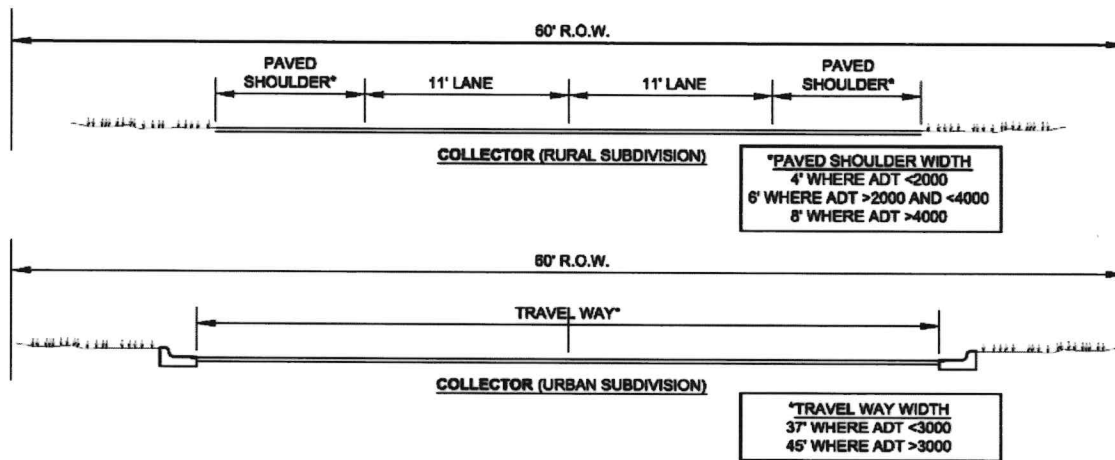 60' R.O.W.
PAVED
SHOULDER*
11' LANE
11' LANE
PAVED
SHOULDER*
COLLECTOR (RURAL SUBDIVISION)
*PAVED SHOULDER WIDTH
4' WHERE ADT <2000
6' WHERE ADT >2000 AND <4000
8' WHERE ADT >4000
60' R.O.W.
TRAVEL WAY*
COLLECTOR (URBAN SUBDIVISION)
*TRAVEL WAY WIDTH
37' WHERE ADT <3000
45' WHERE ADT >3000